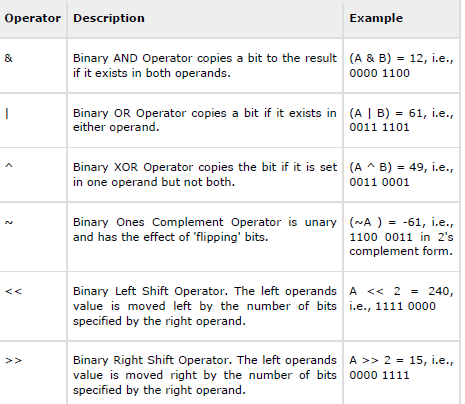 Operator Description Example
& Binary AND Operator copies a bit to the result (A & B) = 12, i.e.,
if it exists in both operands. 0000 1100
| Binary OR Operator copies a bit if it exists in (A | B) = 61, i.e.,
either operand. 0011 1101
^ Binary XOR Operator copies the bit if it is set (A ^ B) = 49, i.e.,
in one operand but not both. 0011 0001
~ Binary Ones Complement Operator is unary (~A ) = -61, i.e.,
and has the effect of 'flipping' bits. 1100 0011 in 2's
complement form.
<< Binary Left Shift Operator. The left operands A << 2 = 240,
value is moved left by the number of bits i.e., 1111 0000
specified by the right operand.
>> Binary Right Shift Operator. The left operands A >> 2 = 15, i.e.,
value is moved right by the number of bits 0000 1111
specified by the right operand.